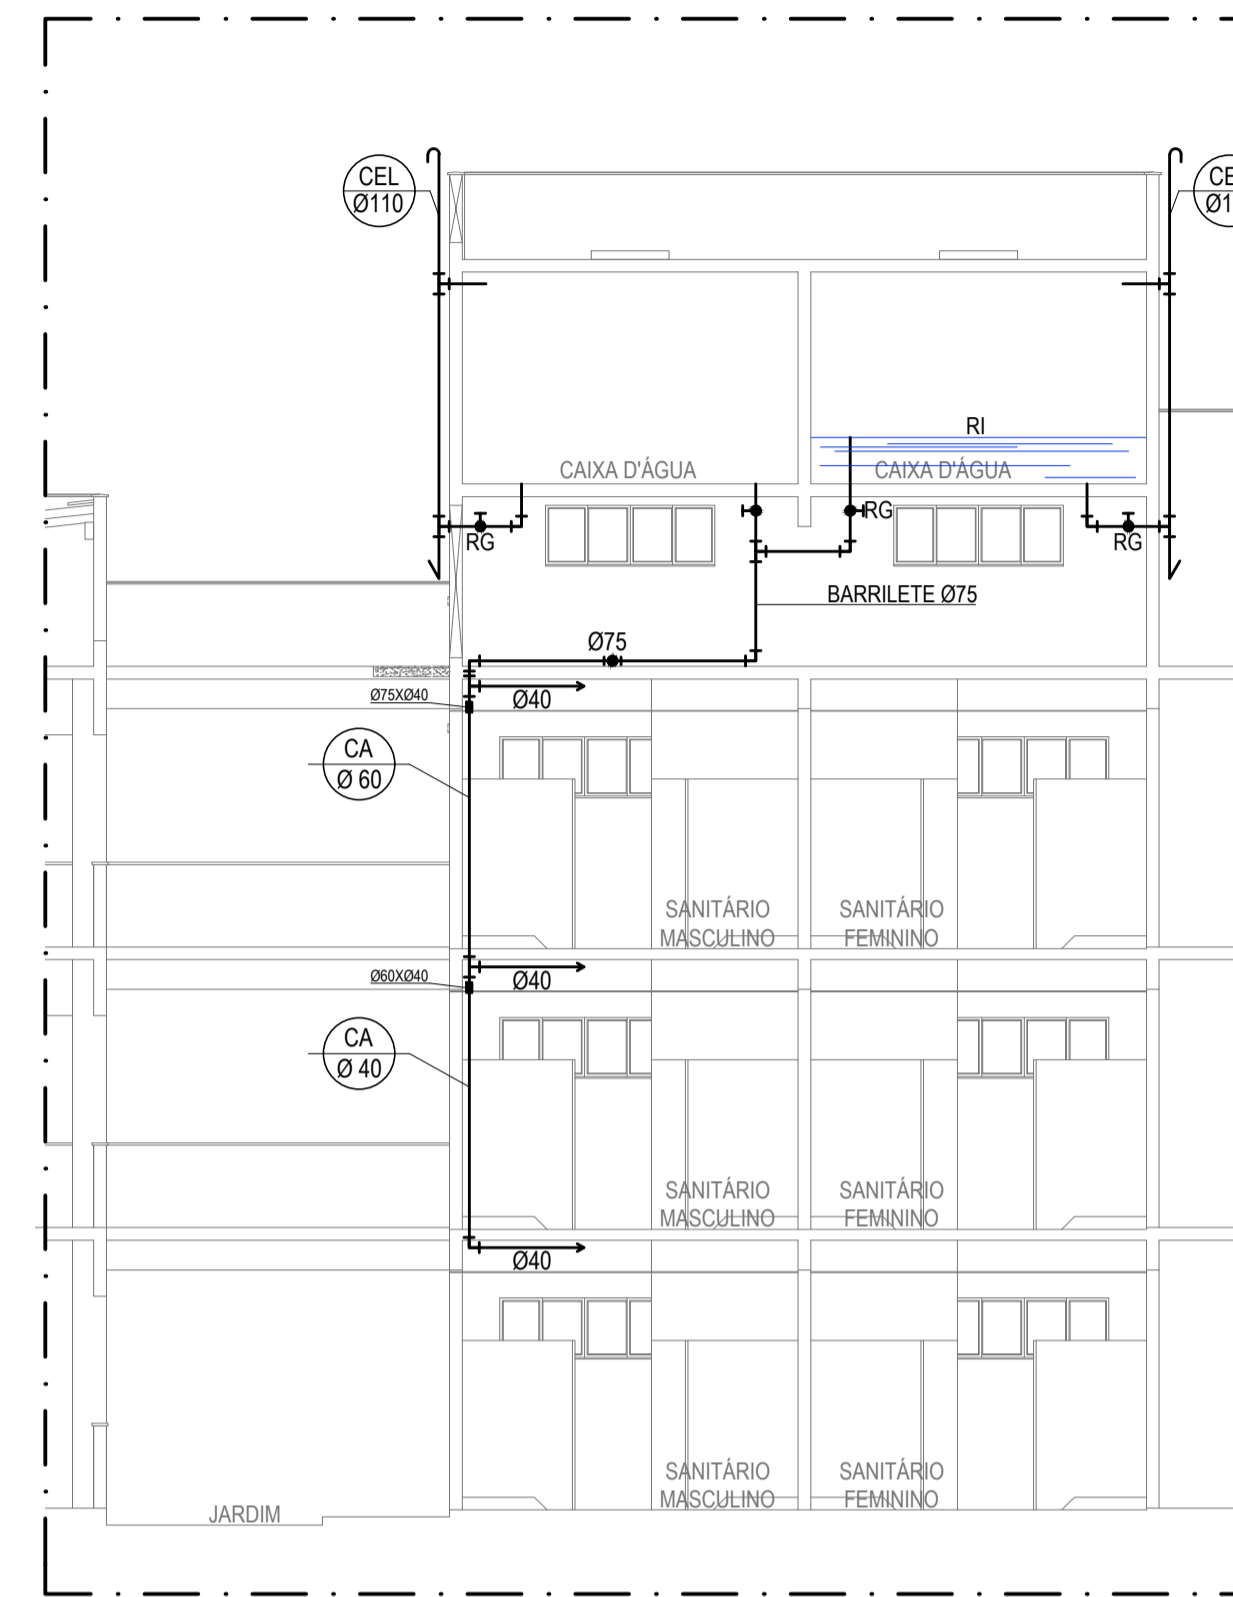 CEL
Ø110
CE
Ø1
RI
CAIXA D'ÁGUA
CAIXA D'ÁGUA
RG
RG
RG
BARRILETE Ø75
Ø75
Ø75XØ40
Ø40
CA
Ø 60
SANITÁRIO
MASCULINO
SANITÁRIO
FEMININO
Ø60XØ40
Ø40
CA
Ø 40
SANITÁRIO
MASCULINO
SANITÁRIO
FEMININO
Ø40
SANITÁRIO
MASCULINO
SANITÁRIO
FEMININO
JARDIM